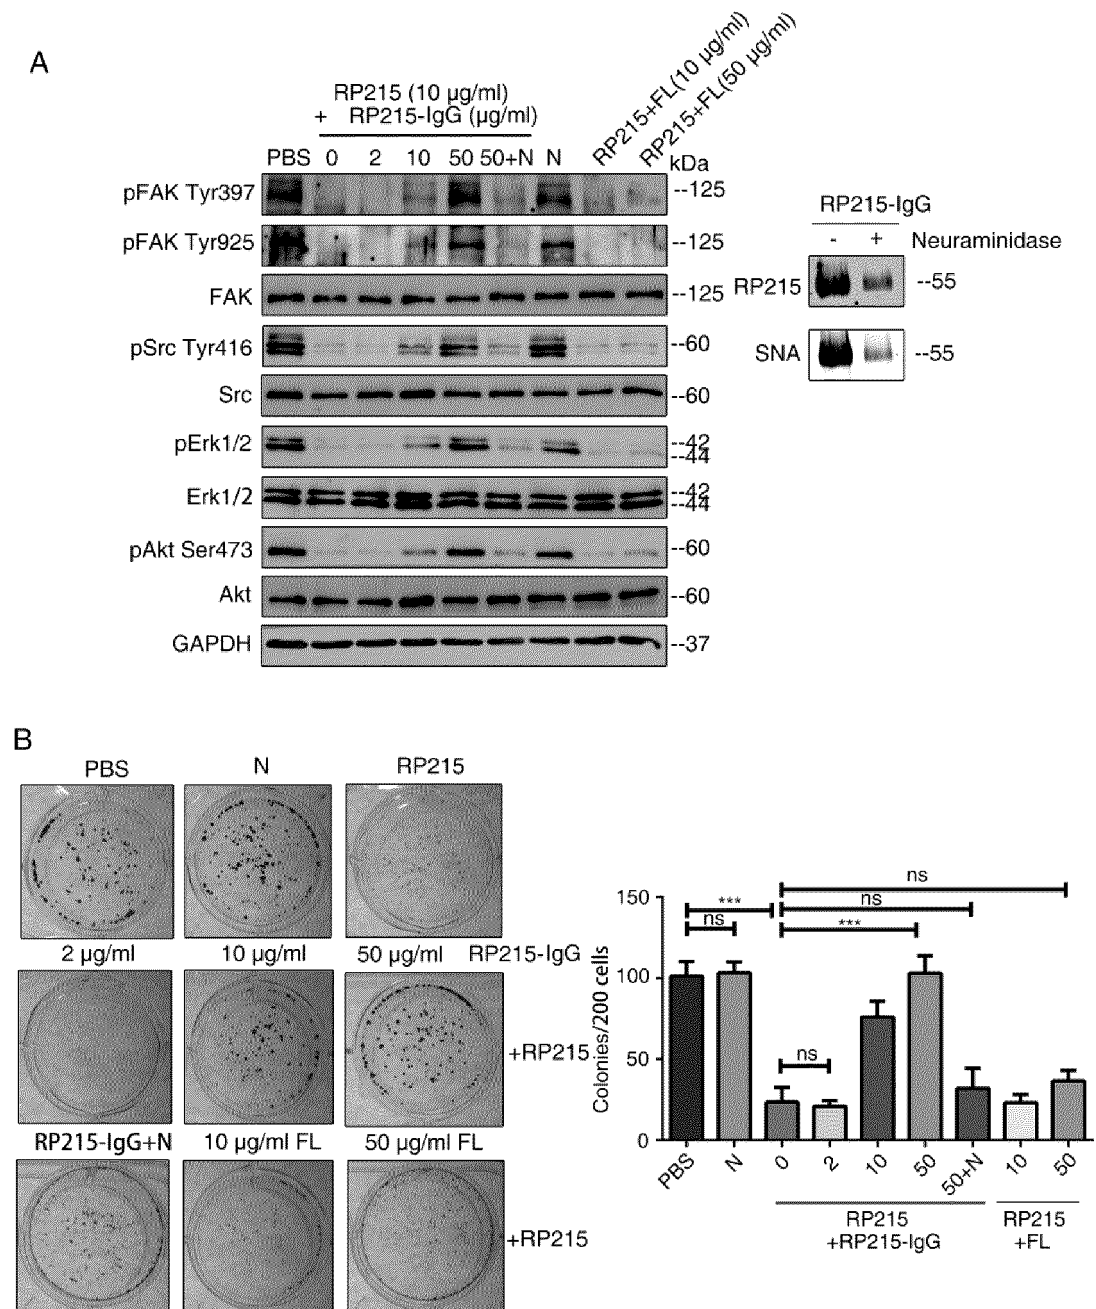 A
RP215 (10 µg/ml)
+ RP215-IgG (µg/ml)
PBS 0 2 10 50 50+N N RP215+FL(10 µg/ml) RP215+FL(50 µg/ml)
kDa
pFAK Tyr397 --125
pFAK Tyr925 --125
FAK --125
pSrc Tyr416 --60
Src --60
pErk1/2 --42
--44
Erk1/2 --42
--44
pAkt Ser473 --60
Akt --60
GAPDH --37
RP215-IgG
- + Neuraminidase
RP215 --55
SNA --55
B
PBS N RP215
2 µg/ml 10 µg/ml 50 µg/ml RP215-IgG
+RP215
RP215-IgG+N 10 µg/ml FL 50 µg/ml FL
+RP215
Colonies/200 cells
150
100
50
0
ns
*** ns
ns ***
ns
PBS N 0 2 10 50 50+N 10 50
RP215 RP215
+RP215-IgG +FL